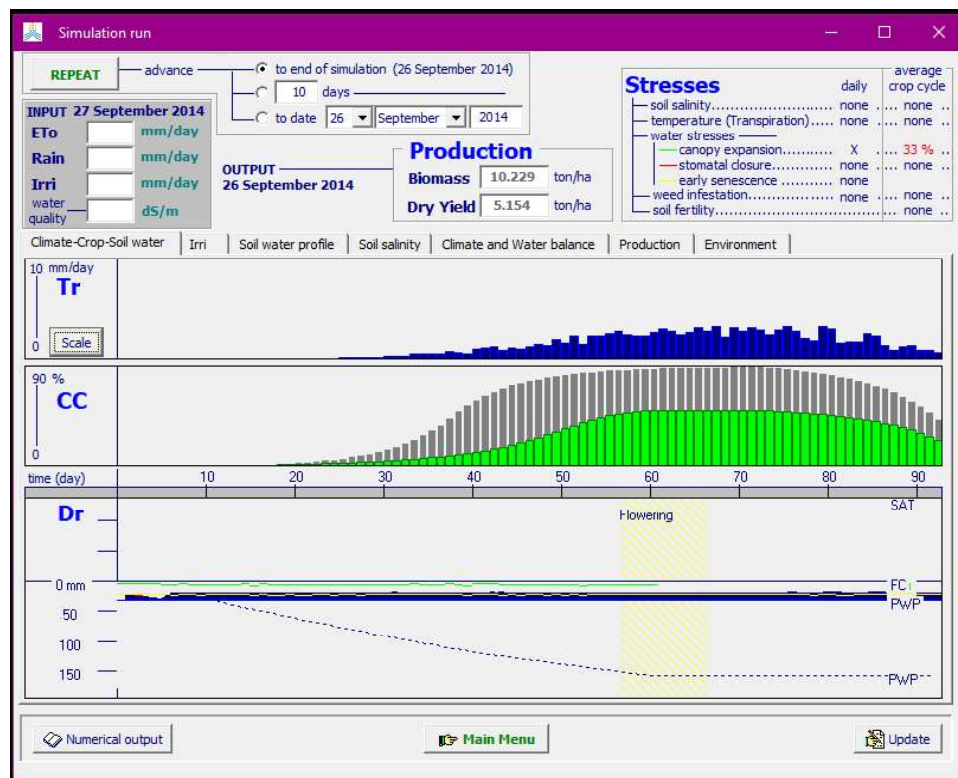 Simulation run
REPEAT
advance
to end of simulation (26 September 2014)
10 days
to date 26 September 2014
INPUT 27 September 2014
ETo mm/day
Rain mm/day
Irri mm/day
water quality dS/m
OUTPUT
26 September 2014
Production
Biomass 10.229 ton/ha
Dry Yield 5.154 ton/ha
Stresses daily average crop cycle
soil salinity............ none .... none ..
temperature (Transpiration)..... none .... none ..
water stresses
canopy expansion........... X .... 33 % ..
stomatal closure............ none .... none ..
early senescence ............ none
weed infestation............ none .... none ..
soil fertility............ none ..
Climate-Crop-Soil water Irri Soil water profile Soil salinity Climate and Water balance Production Environment
10 mm/day
Tr
0 Scale
90 %
CC
0
time (day) 10 20 30 40 50 60 70 80 90
Dr
SAT
Flowering
0 mm
FC
PWP
50
100
150
PWP
Numerical output
Main Menu
Update